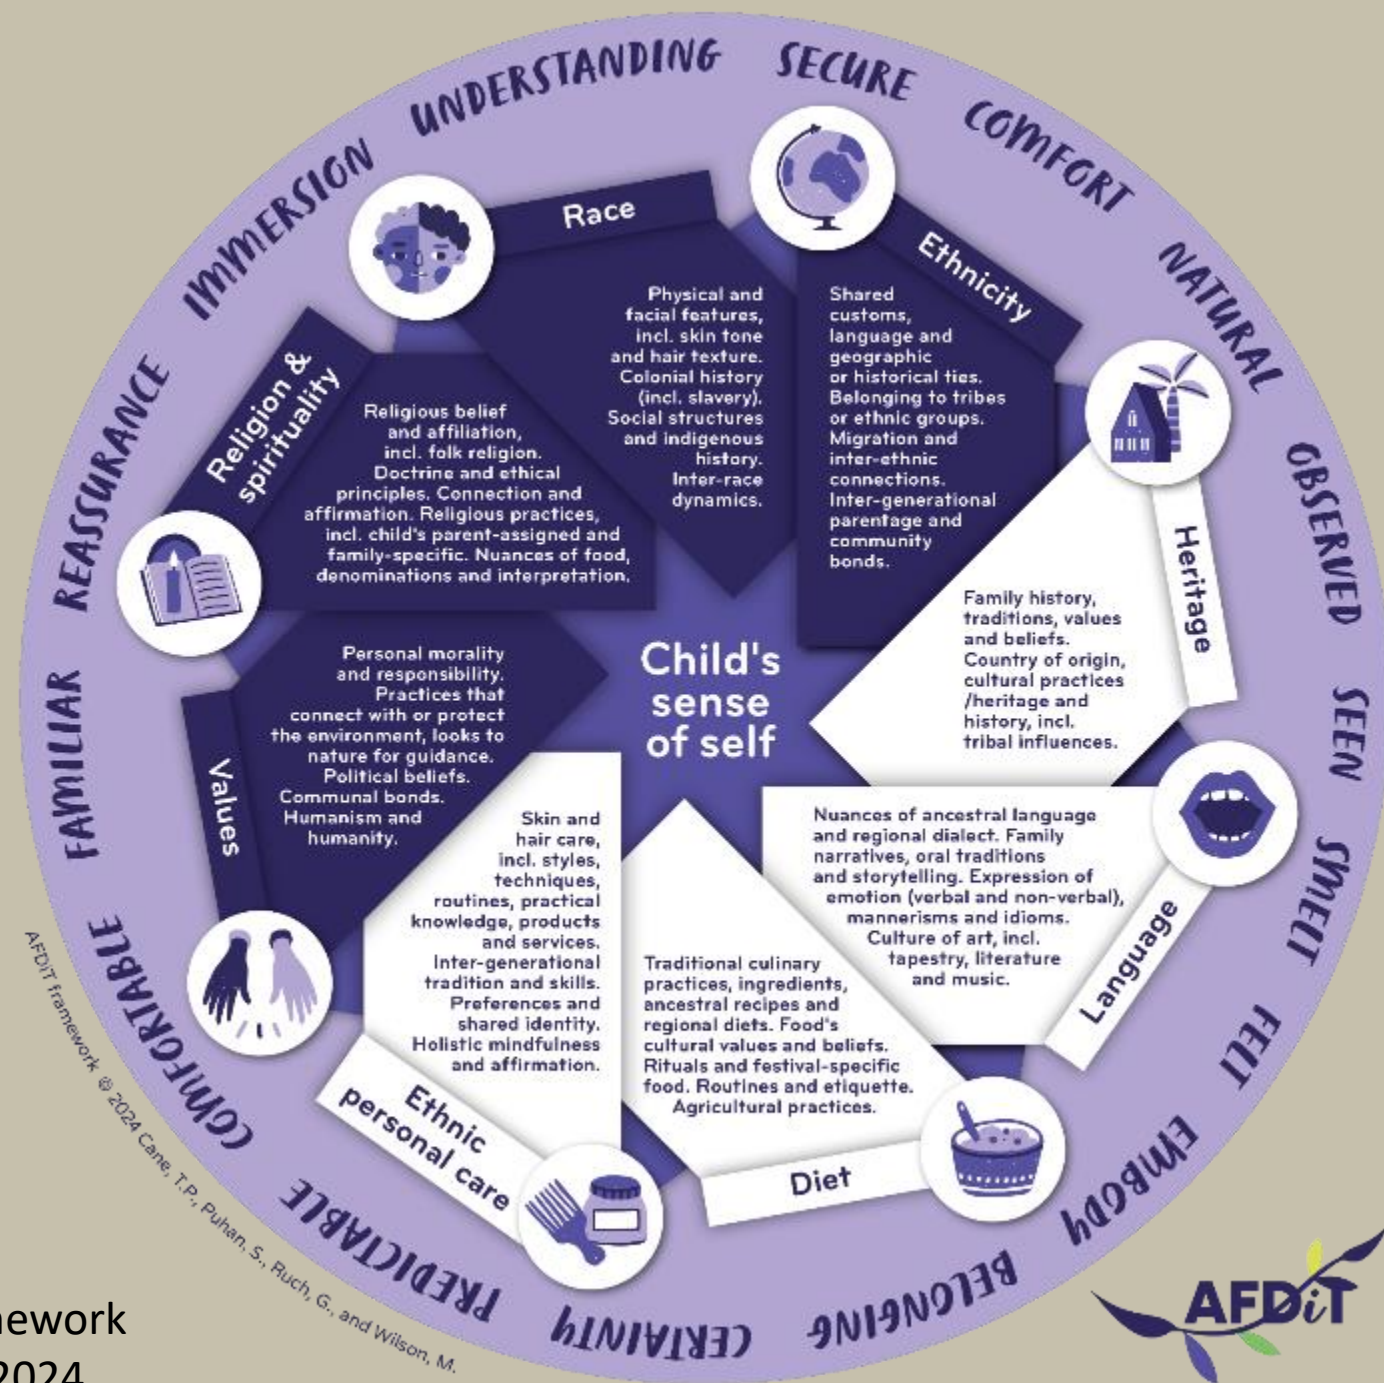 UNDERSTANDING
SECURE
COMFORT
NATURAL
OBSERVED
SEEN
SMELT
FELT
EMBODY
BELONGING
CERTAINTY
PREDICTABLE
COMFORTABLE
FAMILIAR
REASSURANCE
IMMERSION
Race
Physical and
facial features,
incl. skin tone
and hair texture.
Colonial history
(incl. slavery).
Social structures
and indigenous
history.
Inter-race
dynamics.
Ethnicity
Shared
customs,
language and
geographic
or historical ties.
Belonging to tribes
or ethnic groups.
Migration and
inter-ethnic
connections.
Inter-generational
parentage and
community
bonds.
Heritage
Family history,
traditions, values
and beliefs.
Country of origin,
cultural practices
/heritage and
history, incl.
tribal influences.
Language
Nuances of ancestral language
and regional dialect. Family
narratives, oral traditions
and storytelling. Expression of
emotion (verbal and non-verbal),
mannerisms and idioms.
Culture of art, incl.
tapestry, literature
and music.
Diet
Traditional culinary
practices, ingredients,
ancestral recipes and
regional diets. Food's
cultural values and beliefs.
Rituals and festival-specific
food. Routines and etiquette.
Agricultural practices.
Ethnic
personal care
Skin and
hair care,
incl. styles,
techniques,
routines, practical
knowledge, products
and services.
Inter-generational
tradition and skills.
Preferences and
shared identity.
Holistic mindfulness
and affirmation.
Values
Personal morality
and responsibility.
Practices that
connect with or protect
the environment, looks to
nature for guidance.
Political beliefs.
Communal bonds.
Humanism and
humanity.
Religion &
spirituality
Religious belief
and affiliation,
incl. folk religion.
Doctrine and ethical
principles. Connection and
affirmation. Religious practices,
incl. child's parent-assigned and
family-specific. Nuances of food,
denominations and interpretation.
Child's
sense
of self
AFDiT framework © 2024 Cane, T.P., Puhan, S., Ruch, G., and Wilson, M.
ework
2024
AFDiT